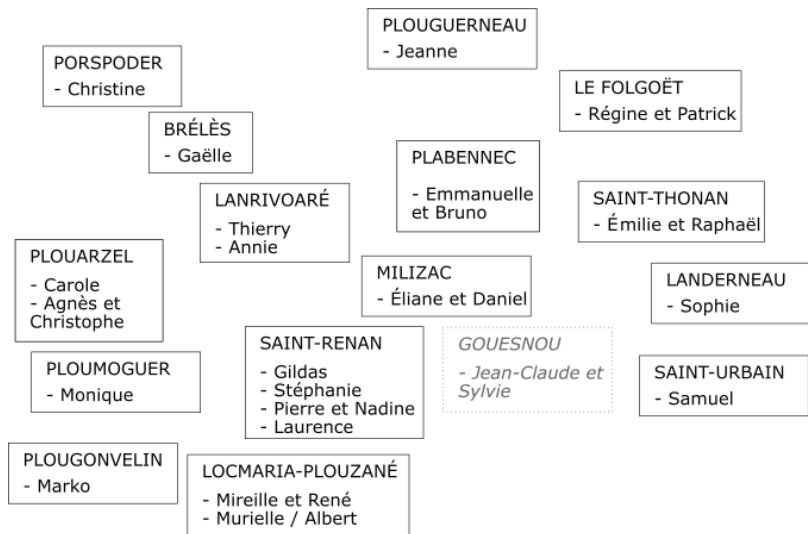 PLOUGUERNEAU
- Jeanne
PORSPODER
- Christine
LE FOLGOËT
- Régine et Patrick
BRÉLÈS
- Gaëlle
PLABENNEC
- Emmanuelle
et Bruno
LANRIVOARÉ
- Thierry
- Annie
SAINT-THONAN
- Émilie et Raphaël
PLOUARZEL
- Carole
- Agnès et
Christophe
MILIZAC
- Éliane et Daniel
LANDERNEAU
- Sophie
SAINT-RENAN
- Gildas
- Stéphanie
- Pierre et Nadine
- Laurence
GOUESNOU
- Jean-Claude et
Sylvie
PLOUMOGUER
- Monique
SAINT-URBAIN
- Samuel
PLOUGONVELIN
- Marko
LOCMARIA-PLOUZANÉ
- Mireille et René
- Murielle / Albert